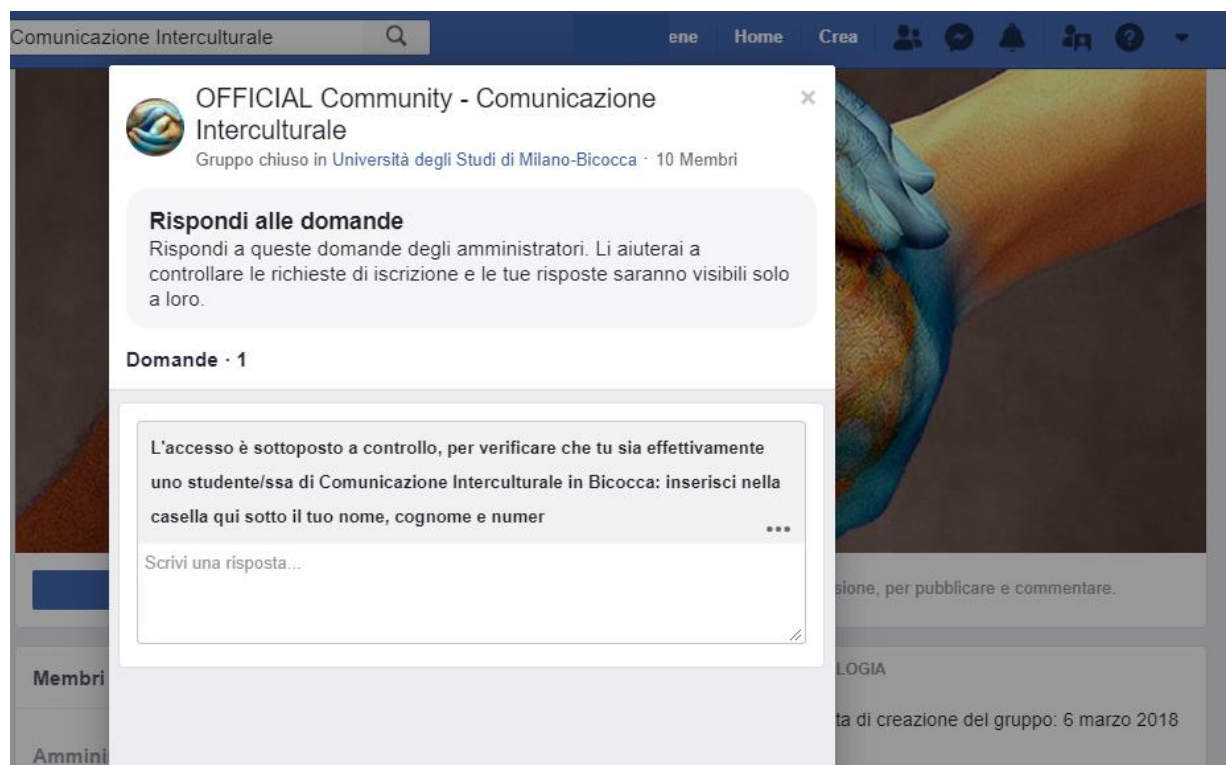 Comunicazione Interculturale
ene Home Crea
OFFICIAL Community - Comunicazione
Interculturale
Gruppo chiuso in Università degli Studi di Milano-Bicocca · 10 Membri
Rispondi alle domande
Rispondi a queste domande degli amministratori. Li aiuterai a
controllare le richieste di iscrizione e le tue risposte saranno visibili solo
a loro.
Domande · 1
L'accesso è sottoposto a controllo, per verificare che tu sia effettivamente
uno studente/ssa di Comunicazione Interculturale in Bicocca: inserisci nella
casella qui sotto il tuo nome, cognome e numer
Scrivi una risposta...
sione, per pubblicare e commentare.
Membri
LOGIA
ta di creazione del gruppo: 6 marzo 2018
Ammini